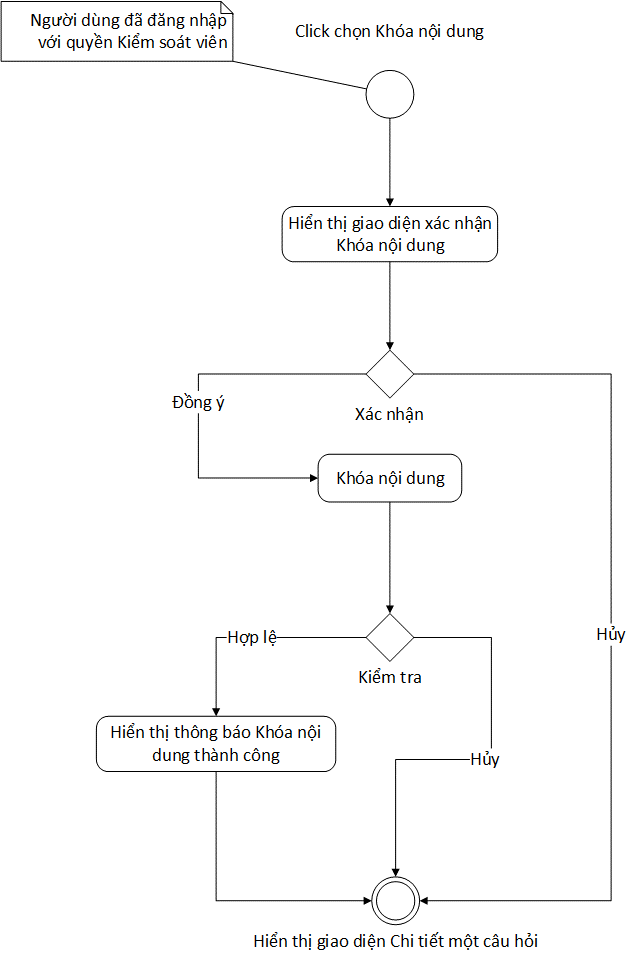 Người dùng đã đăng nhập
với quyền Kiểm soát viên
Click chọn Khóa nội dung
Hiển thị giao diện xác nhận
Khóa nội dung
Đồng ý
Xác nhận
Khóa nội dung
Hợp lệ
Hủy
Kiểm tra
Hiển thị thông báo Khóa nội
dung thành công
Hủy
Hiển thị giao diện Chi tiết một câu hỏi